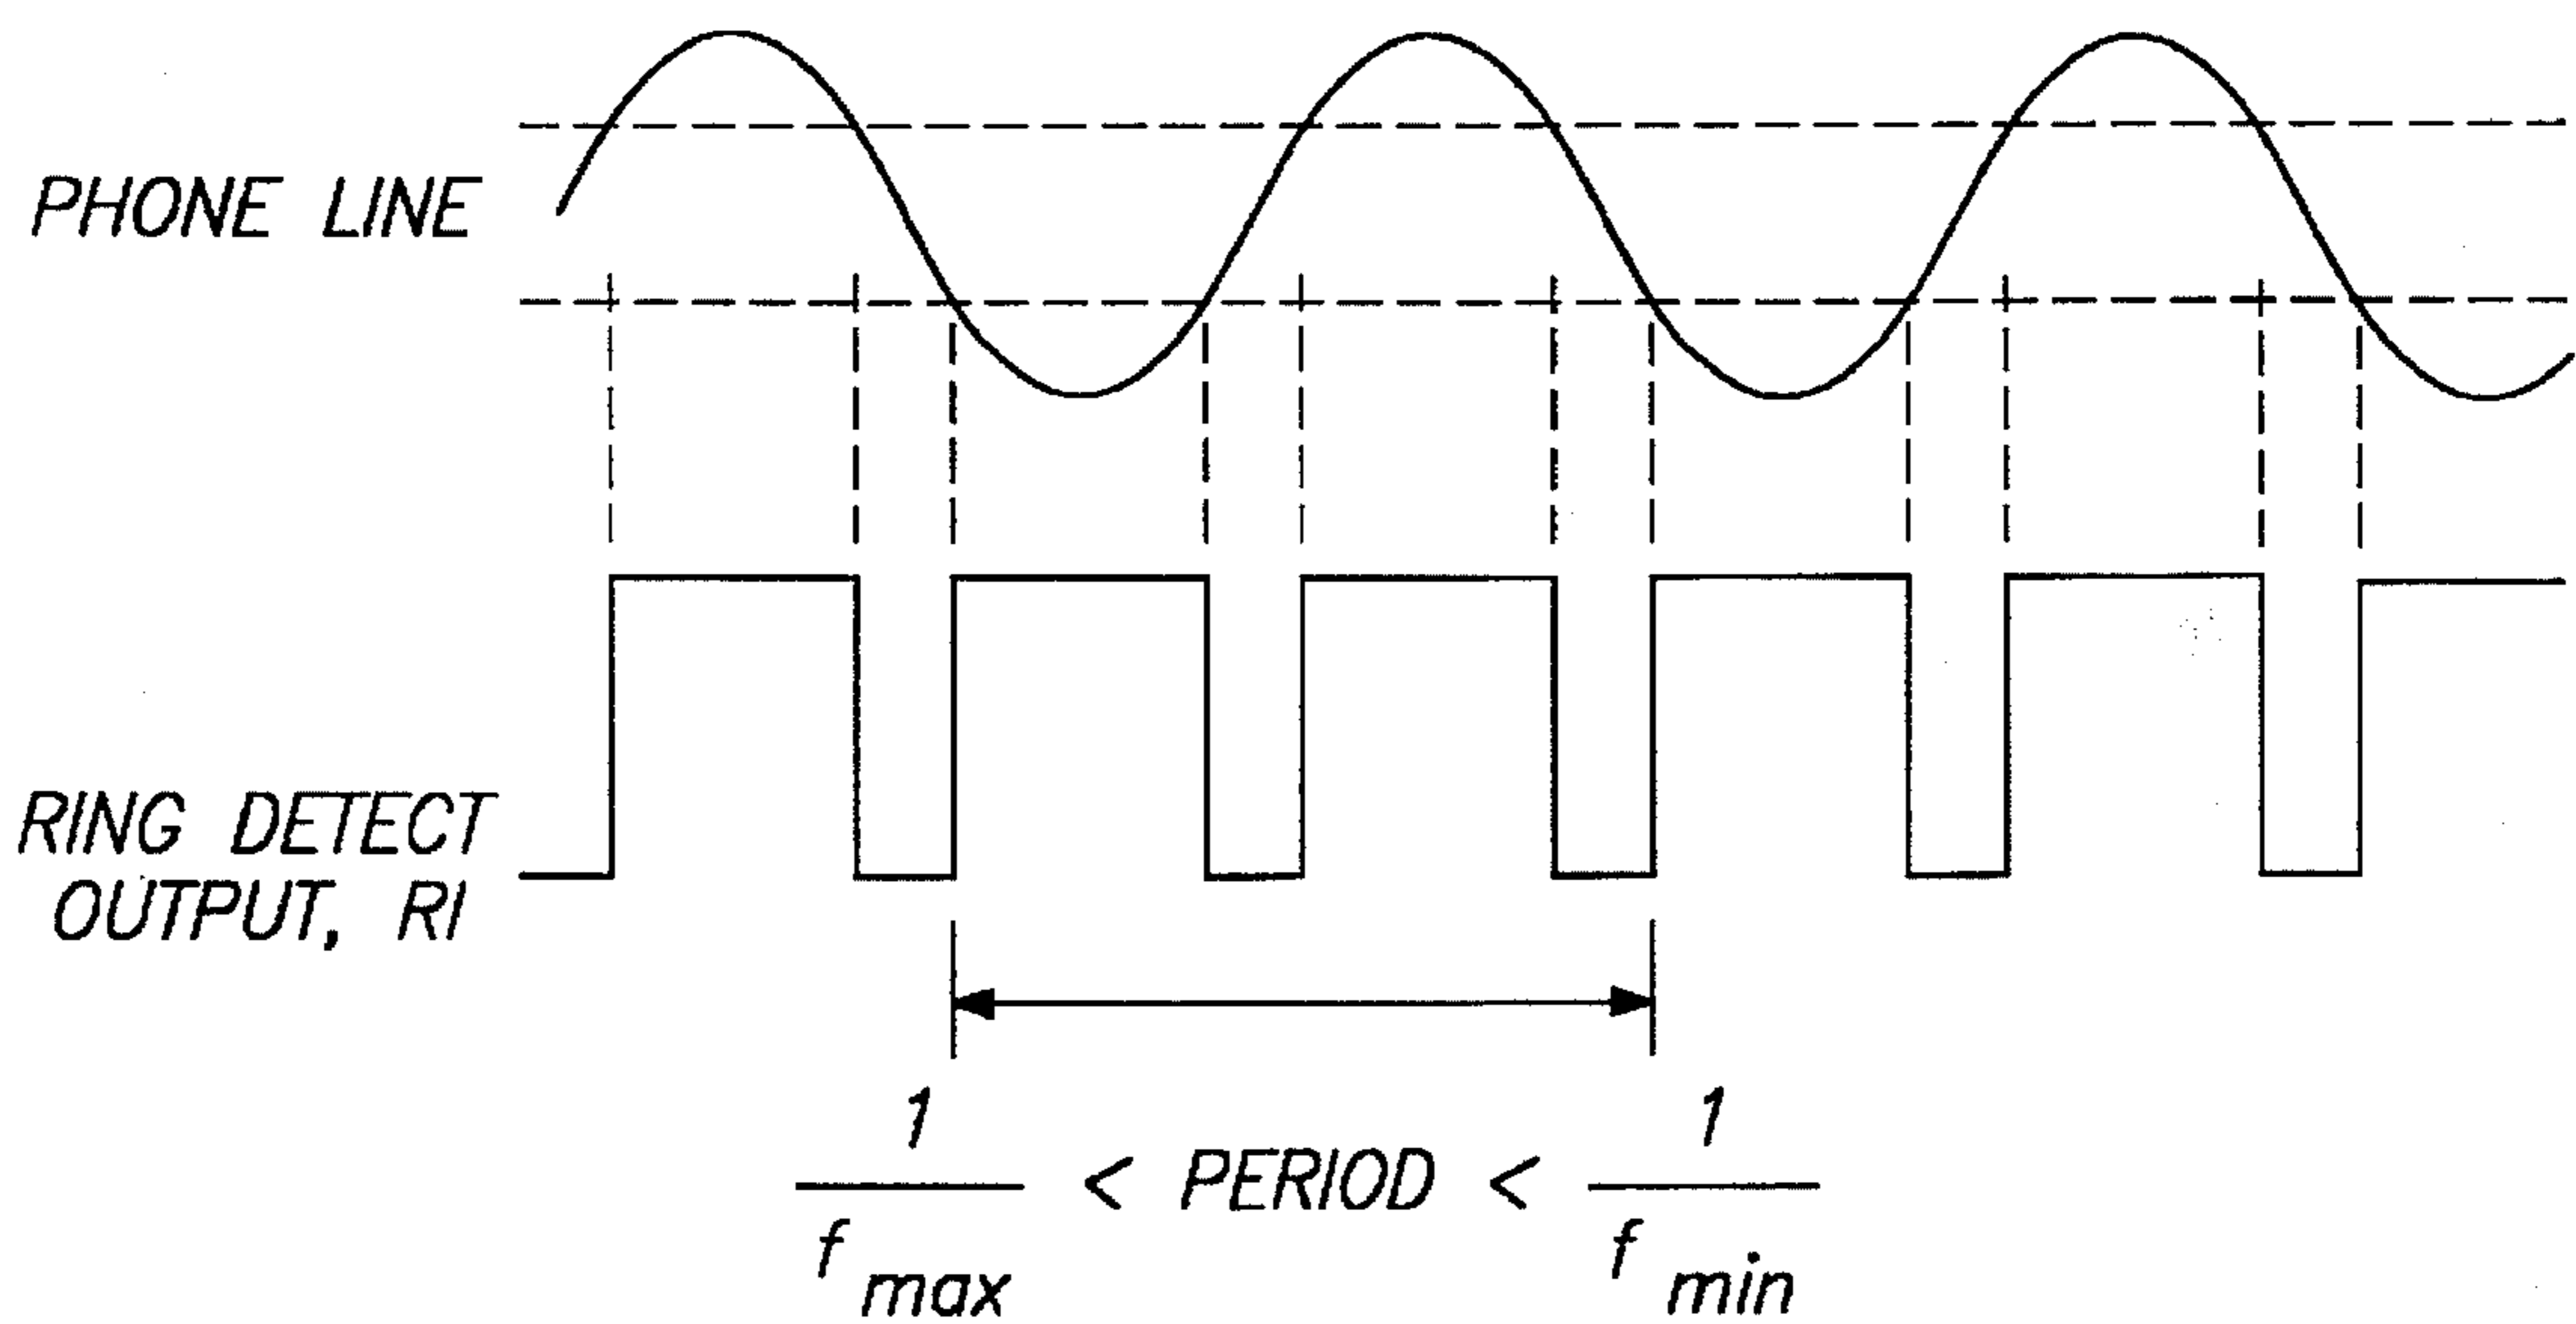 PHONE LINE
RING DETECT
OUTPUT, RI
1 1
< PERIOD <
f max f min